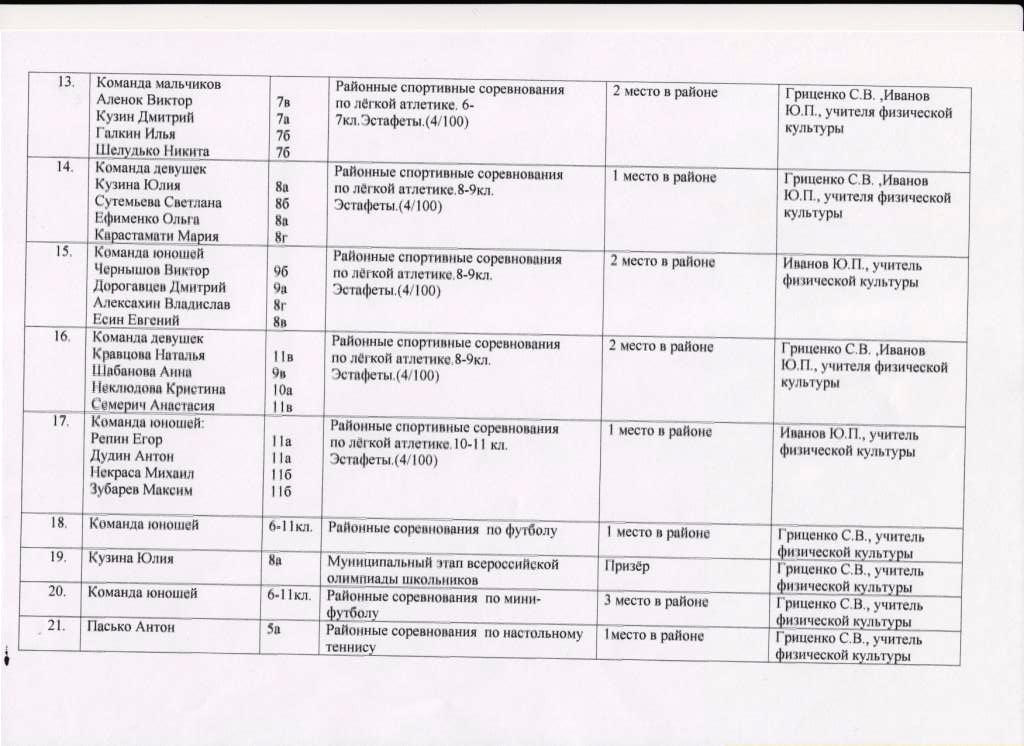 13. Команда мальчиков Районные спортивные соревнования 2 место в районе Гриценко С.В. ,Иванов
Аленок Виктор 7в по лёгкой атлетике. 6- Ю.П., учителя физической
Кузин Дмитрий 7а 7кл.Эстафеты.(4/100) культуры
Галкин Илья 7б
Шелудько Никита 7б
14. Команда девушек Районные спортивные соревнования 1 место в районе Гриценко С.В. ,Иванов
Кузина Юлия 8а по лёгкой атлетике.8-9кл. Ю.П., учителя физической
Сутемьева Светлана 8б Эстафеты.(4/100) культуры
Ефименко Ольга 8а
Карастамати Мария 8г
15. Команда юношей Районные спортивные соревнования 2 место в районе Иванов Ю.П., учитель
Чернышов Виктор 9б по лёгкой атлетике.8-9кл. физической культуры
Дорогавцев Дмитрий 9а Эстафеты.(4/100)
Алексахин Владислав 8г
Есин Евгений 8в
16. Команда девушек Районные спортивные соревнования 2 место в районе Гриценко С.В. ,Иванов
Кравцова Наталья 11в по лёгкой атлетике.8-9кл. Ю.П., учителя физической
Шабанова Анна 9в Эстафеты.(4/100) культуры
Неклюдова Кристина 10а
Семерич Анастасия 11в
17. Команда юношей: Районные спортивные соревнования 1 место в районе Иванов Ю.П., учитель
Репин Егор 11а по лёгкой атлетике.10-11 кл. физической культуры
Дудин Антон 11а Эстафеты.(4/100)
Некраса Михаил 11б
Зубарев Максим 11б
18. Команда юношей 6-11кл. Районные соревнования по футболу 1 место в районе Гриценко С.В., учитель
физической культуры
19. Кузина Юлия 8а Муниципальный этап всероссийской Призёр Гриценко С.В., учитель
олимпиады школьников физической культуры
20. Команда юношей 6-11кл. Районные соревнования по мини- 3 место в районе Гриценко С.В., учитель
футболу физической культуры
21. Пасько Антон 5а Районные соревнования по настольному 1место в районе Гриценко С.В., учитель
теннису физической культуры